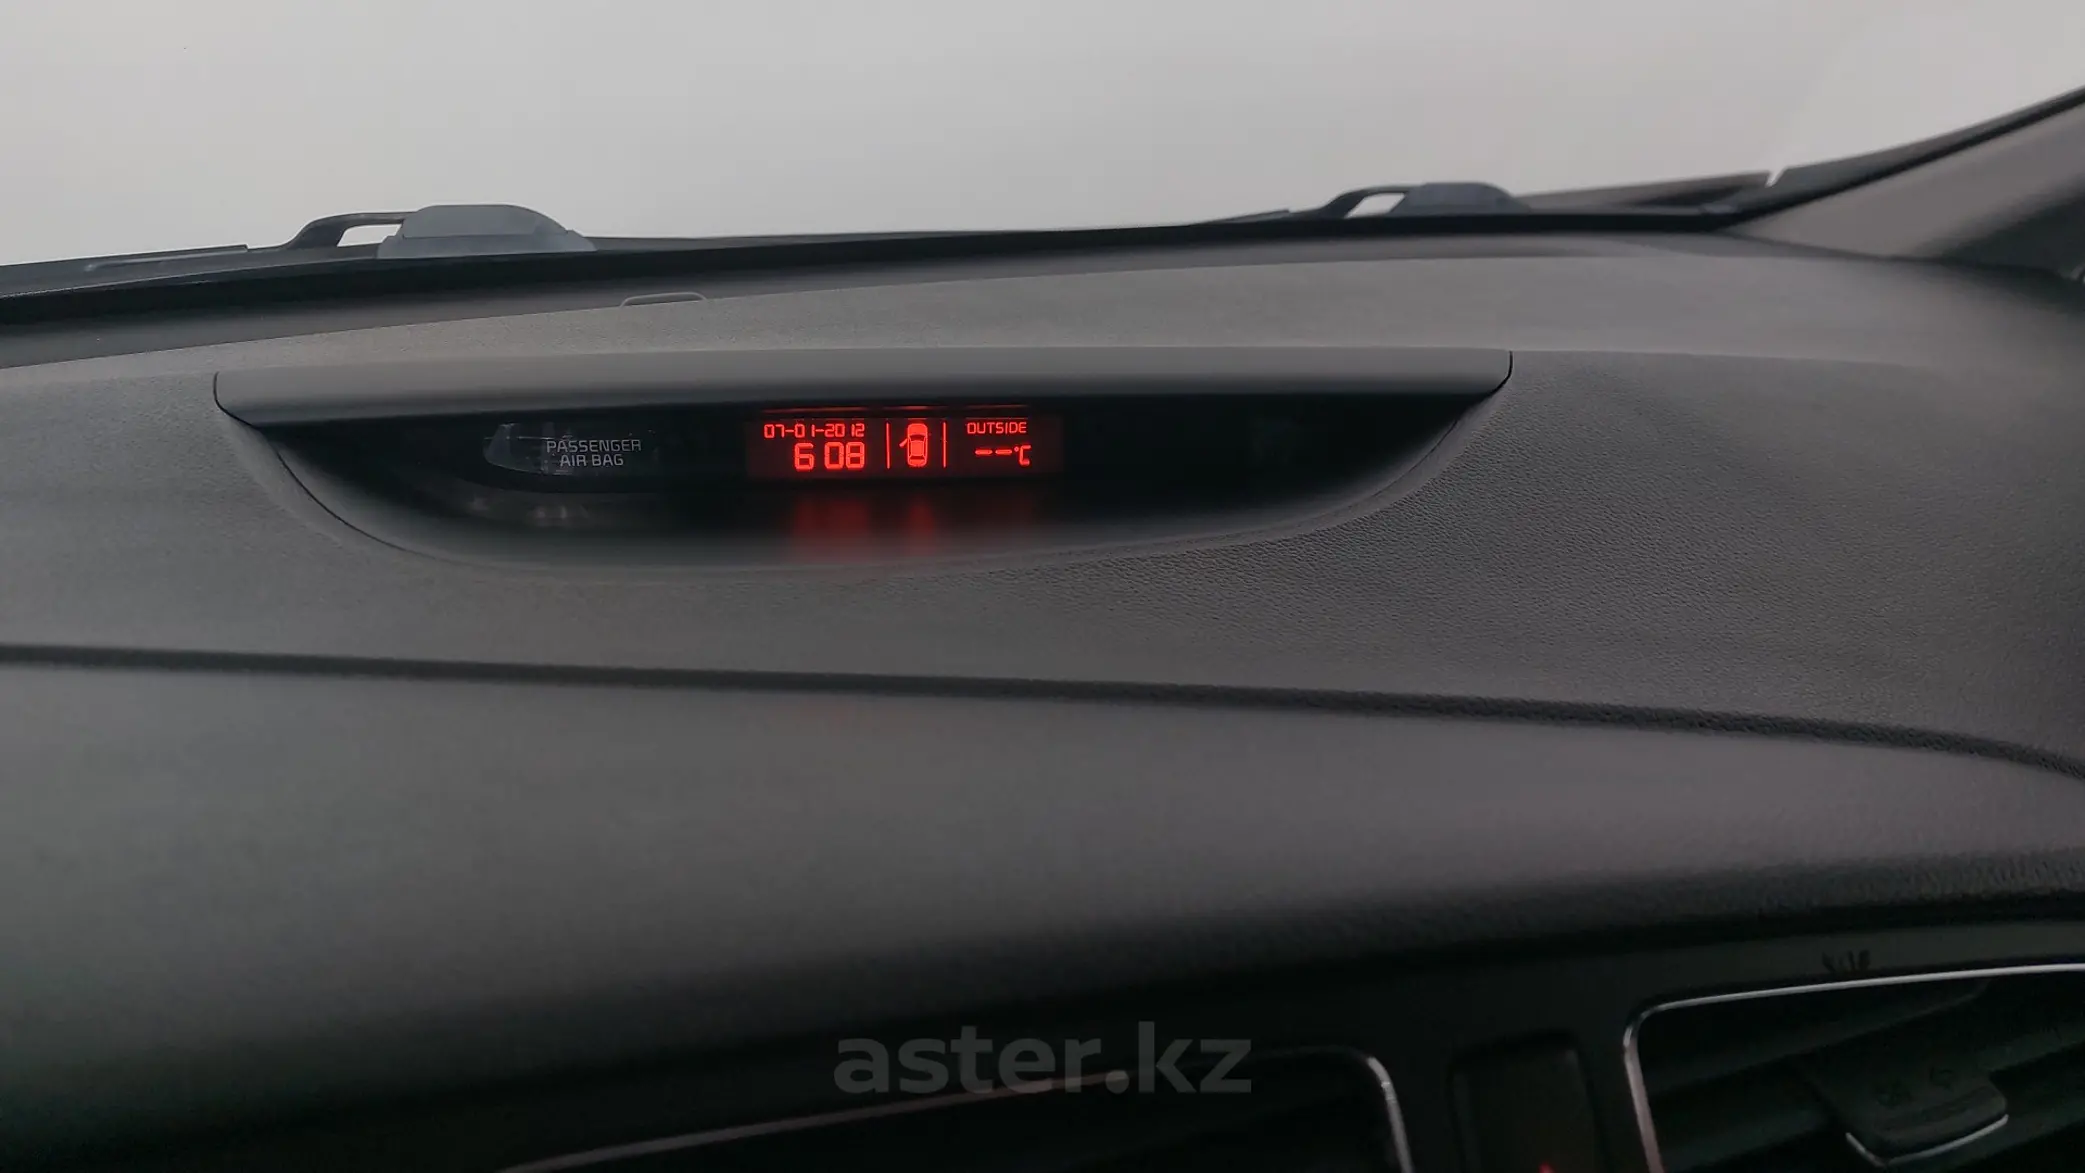 PASSENGER
AIR BAG
07-01-2012
6 08
OUTSIDE
--°C
aster.kz